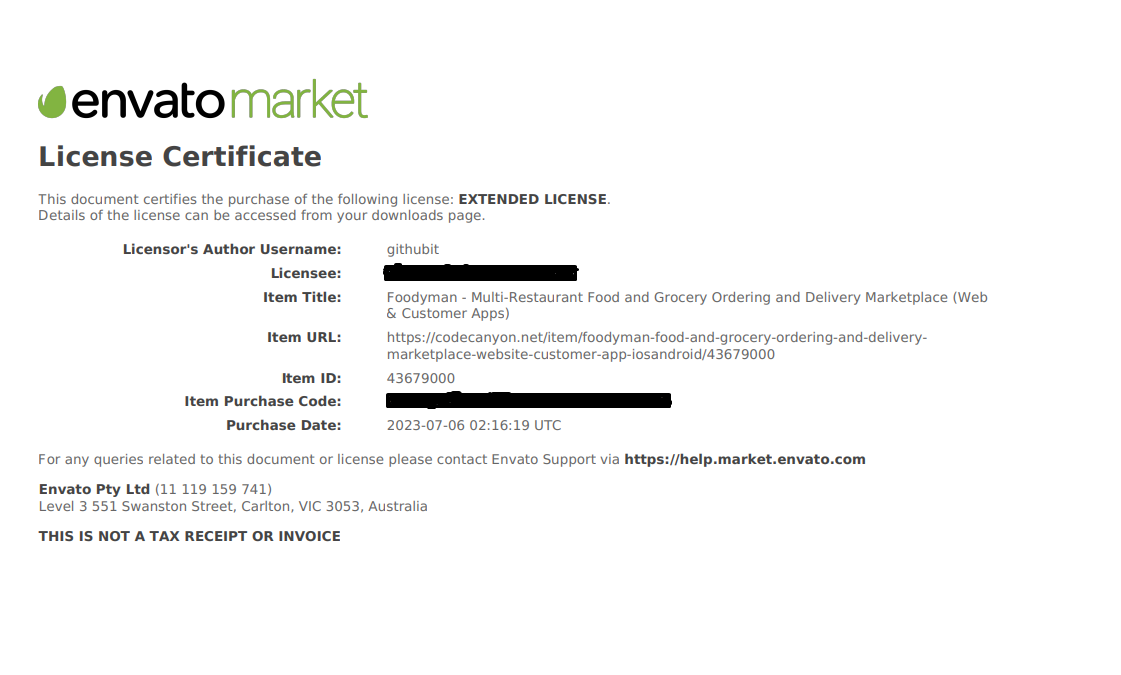 envato market
License Certificate
This document certifies the purchase of the following license: EXTENDED LICENSE.
Details of the license can be accessed from your downloads page.
Licensor's Author Username: githubit
Licensee:
Item Title: Foodyman - Multi-Restaurant Food and Grocery Ordering and Delivery Marketplace (Web
& Customer Apps)
Item URL: https://codecanyon.net/item/foodyman-food-and-grocery-ordering-and-delivery-
marketplace-website-customer-app-iosandroid/43679000
Item ID: 43679000
Item Purchase Code:
Purchase Date: 2023-07-06 02:16:19 UTC
For any queries related to this document or license please contact Envato Support via https://help.market.envato.com
Envato Pty Ltd (11 119 159 741)
Level 3 551 Swanston Street, Carlton, VIC 3053, Australia
THIS IS NOT A TAX RECEIPT OR INVOICE